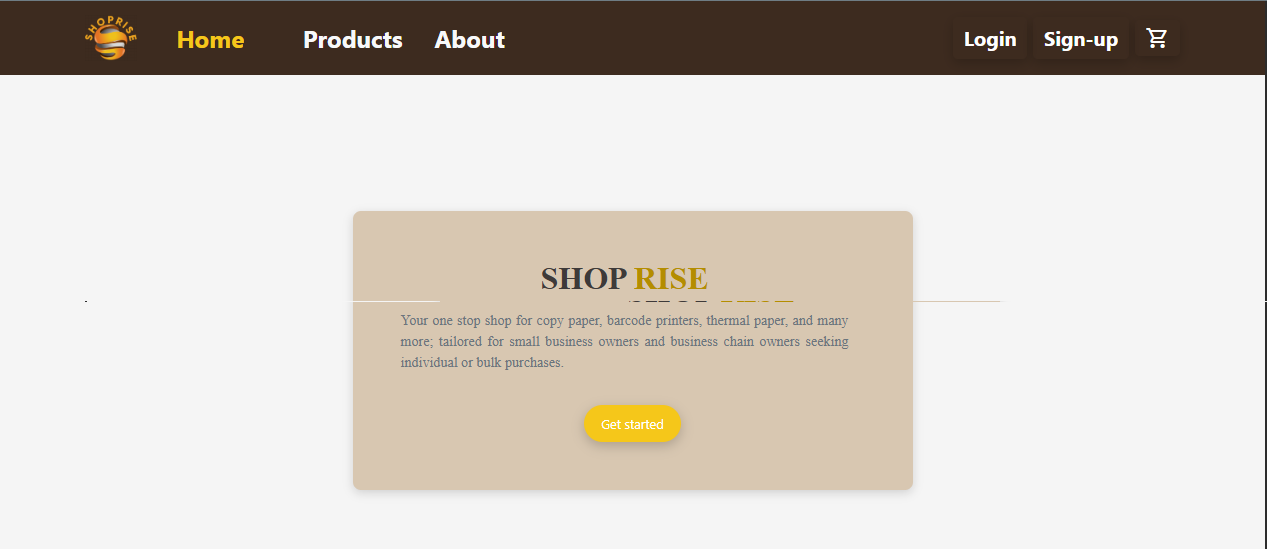 SHOPRISE
Home
Products
About
Login
Sign-up
SHOP RISE
Your one stop shop for copy paper, barcode printers, thermal paper, and many
more; tailored for small business owners and business chain owners seeking
individual or bulk purchases.
Get started